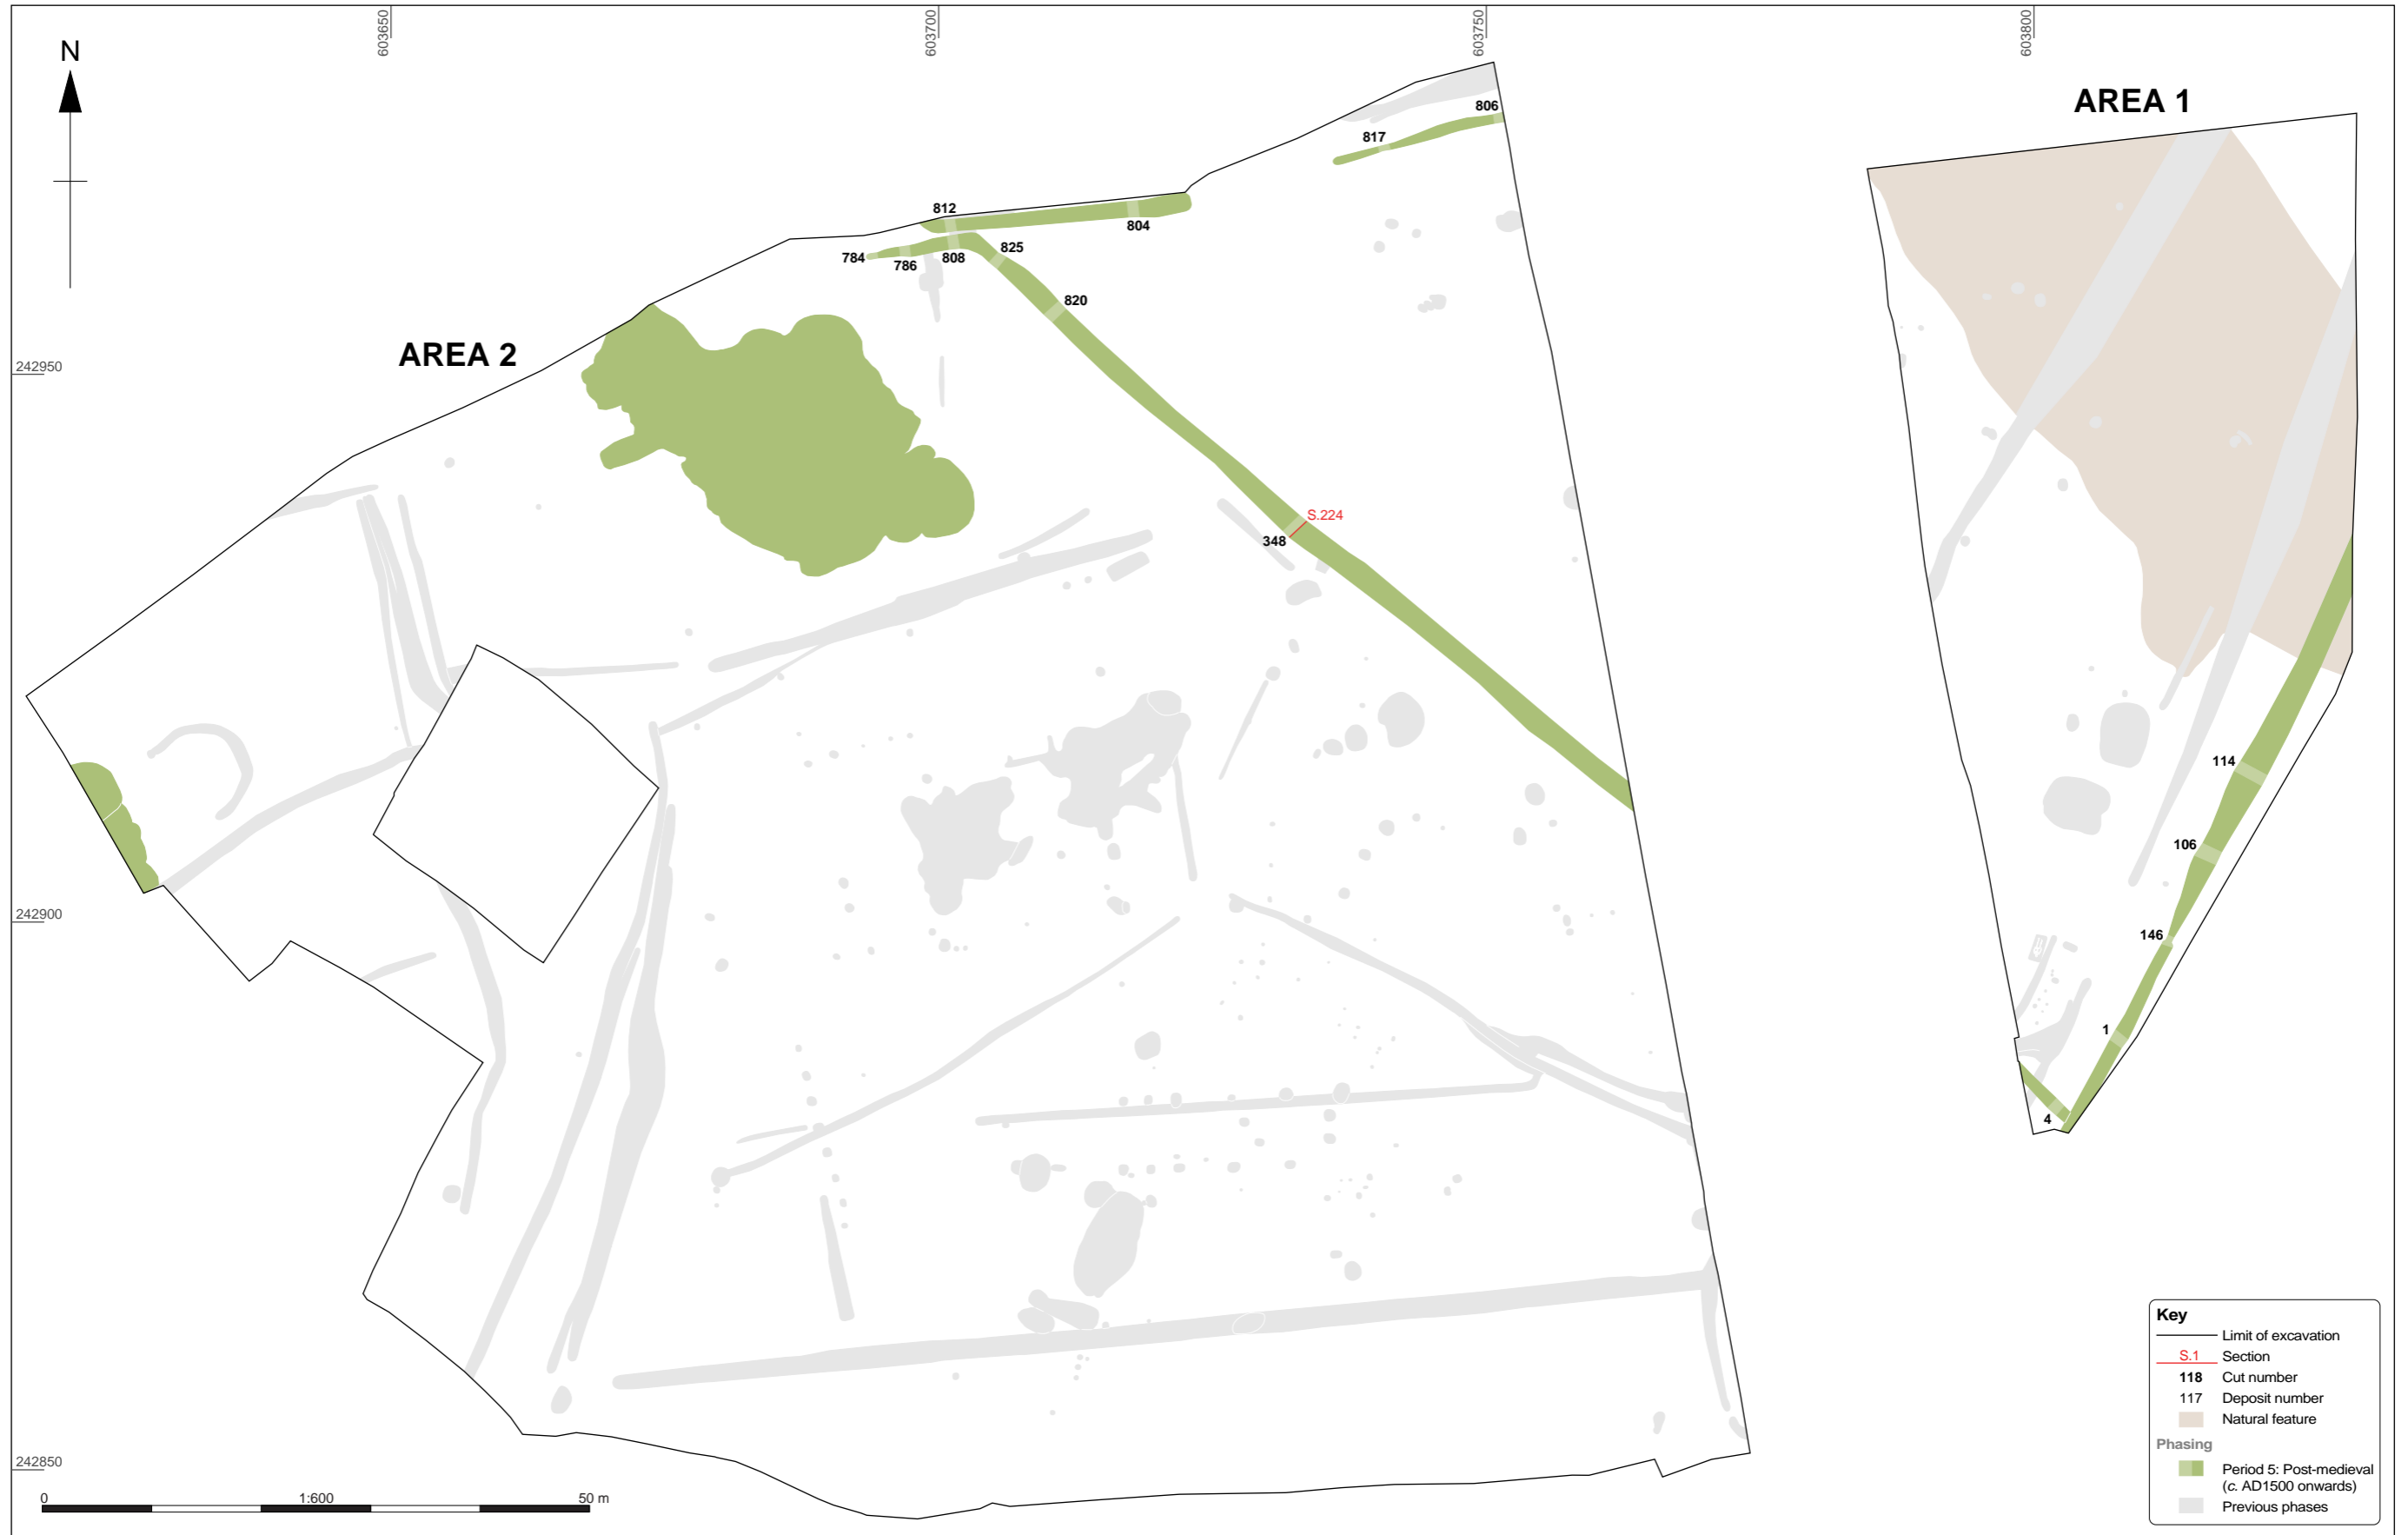 603650
603700
603750
603800
N
AREA 1
806
817
812
804
825
784
786
808
820
AREA 2
242950
S.224
348
114
106
242900
146
1
4
Key
Limit of excavation
S.1 Section
118 Cut number
117 Deposit number
Natural feature
Phasing
Period 5: Post-medieval
(c. AD1500 onwards)
Previous phases
242850
0 1:600 50 m